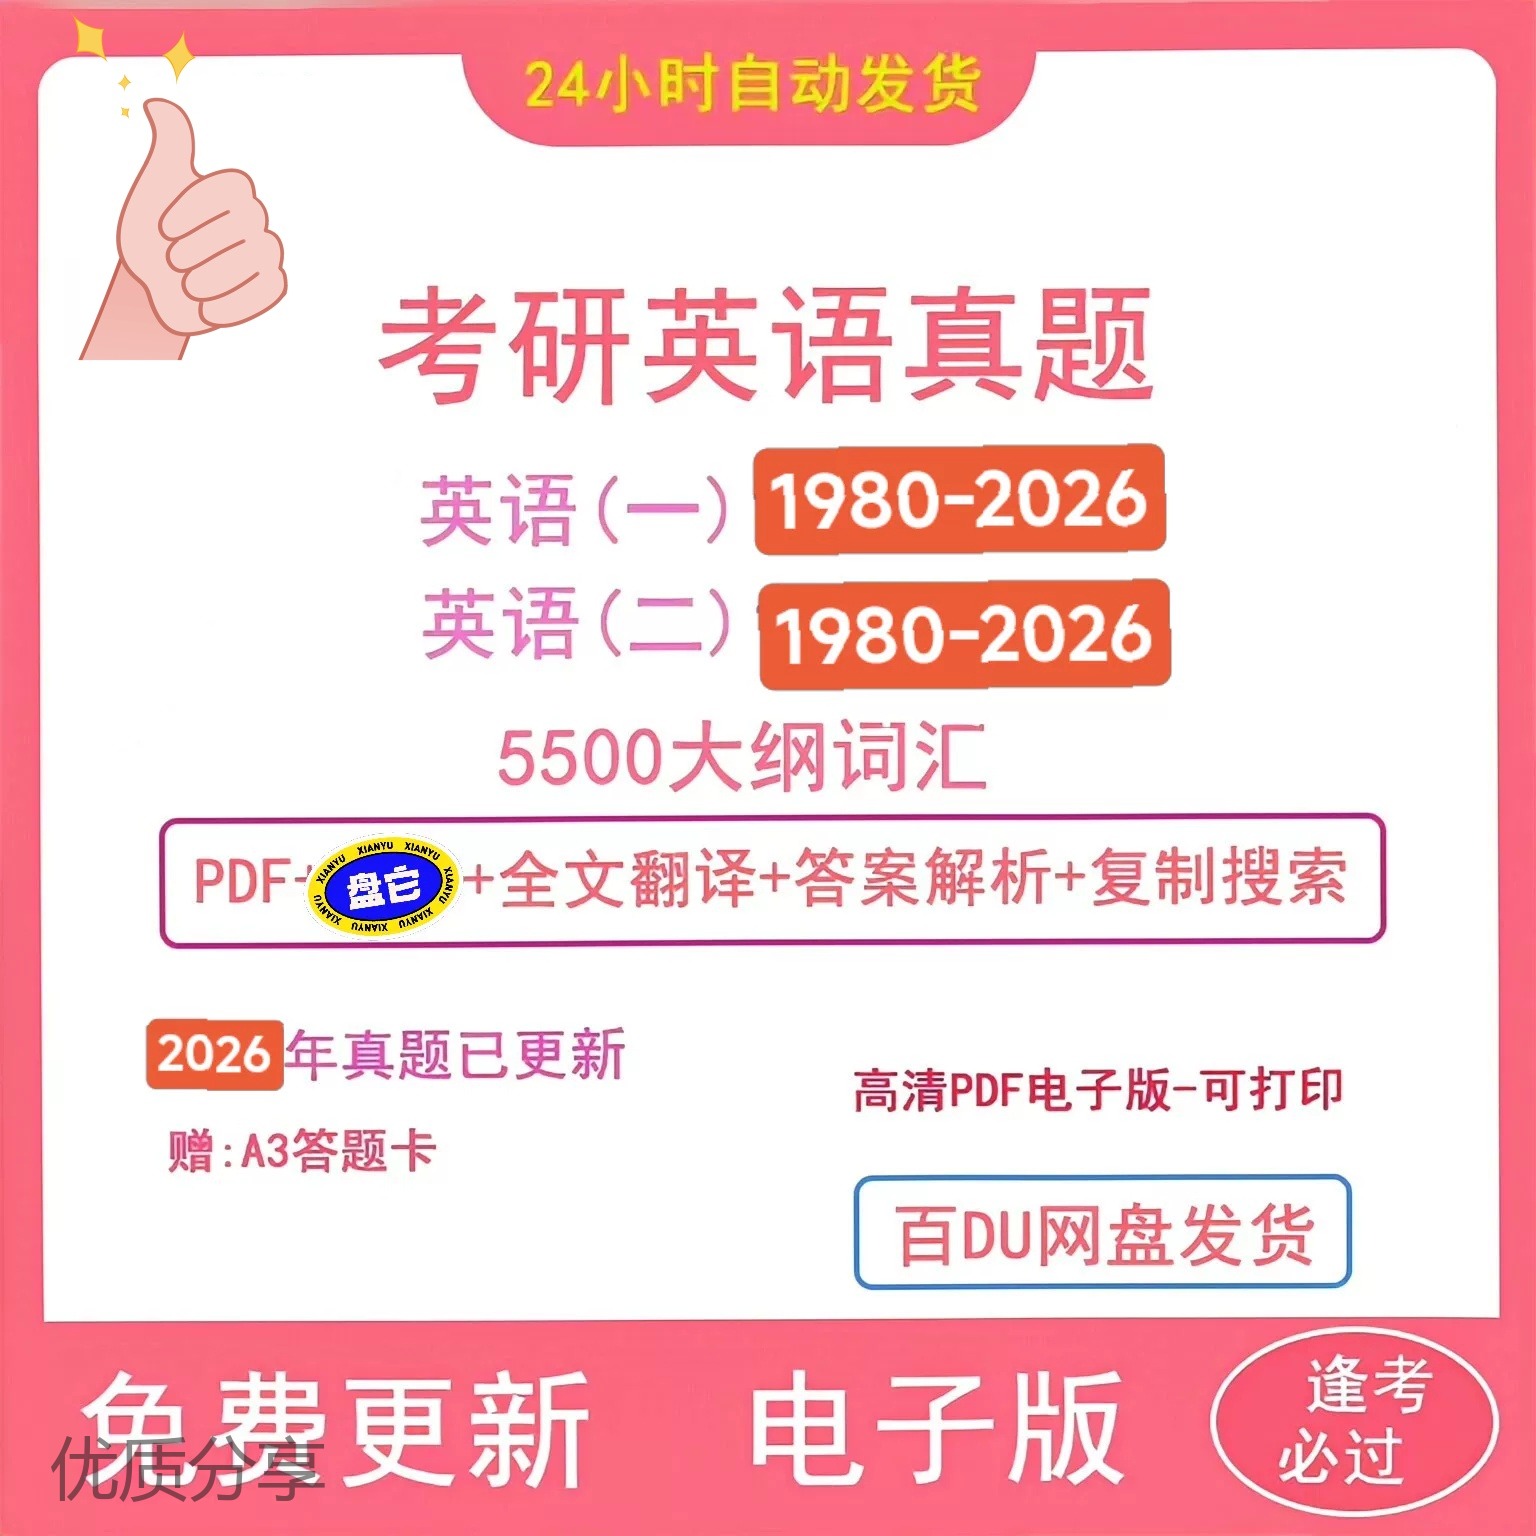 24小时自动发货
考研英语真题
英语(一) 1980-2026
英语(二) 1980-2026
5500大纲词汇
PDF+
XIANYU XIANYU XIANYU XIANYU XIANYU XIANYU XIANYU XIANYU
盘它
+全文翻译+答案解析+复制搜索
2026年真题已更新
高清PDF电子版-可打印
赠:A3答题卡
百DU网盘发货
免费更新 电子版
逢考
必过
优质分享